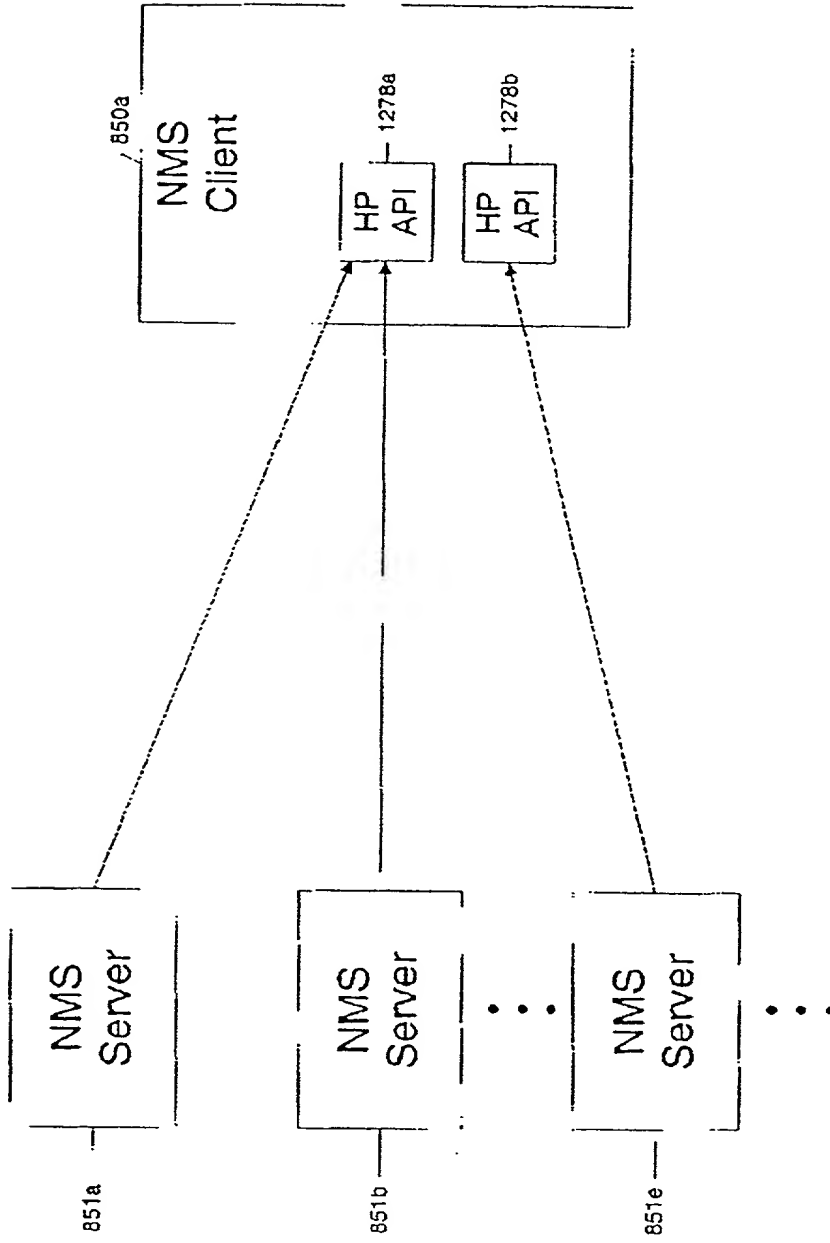 850a
NMS
Client
HP
API
1278a
HP
API
1278b
NMS
Server
851a
NMS
Server
851b
NMS
Server
851e